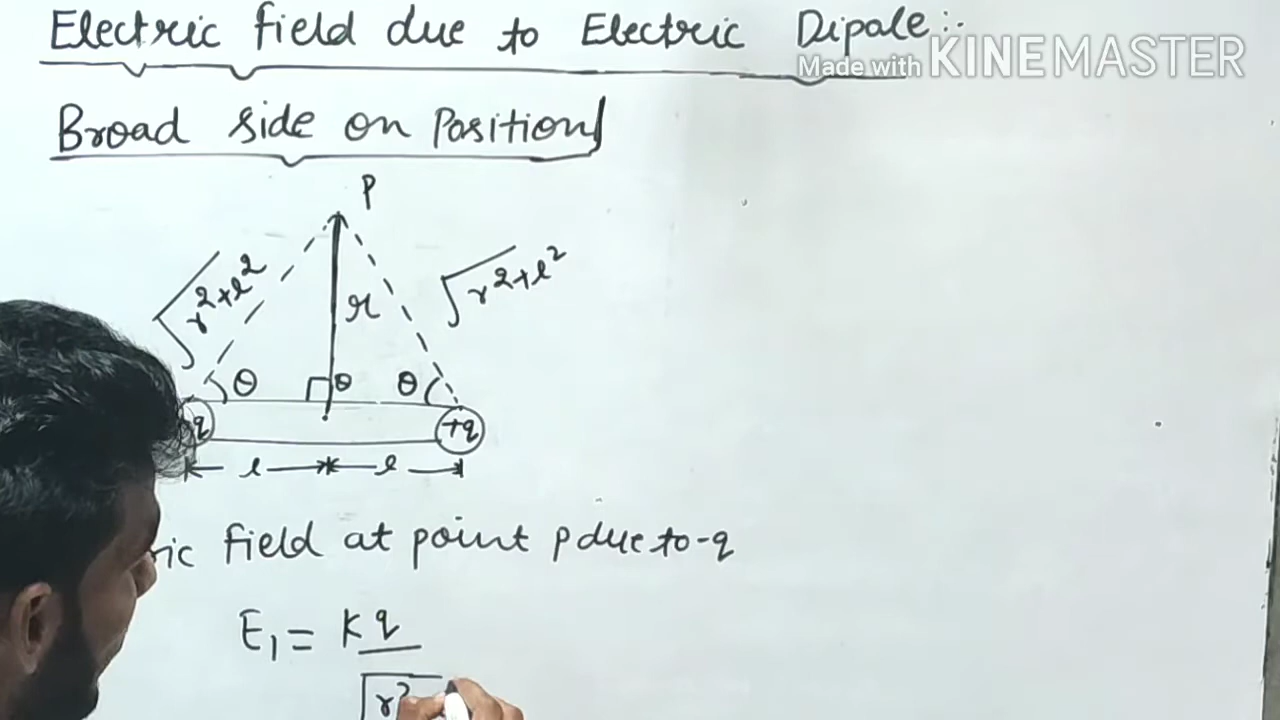 Electric field due to Electric Dipole:-
Made with KINEMASTER
Broad side on Position
P
√r²+l²
r
√r²+l²
θ
θ
θ
q
+q
l
l
ric field at point P due to -q
E₁ = Kq
√r²